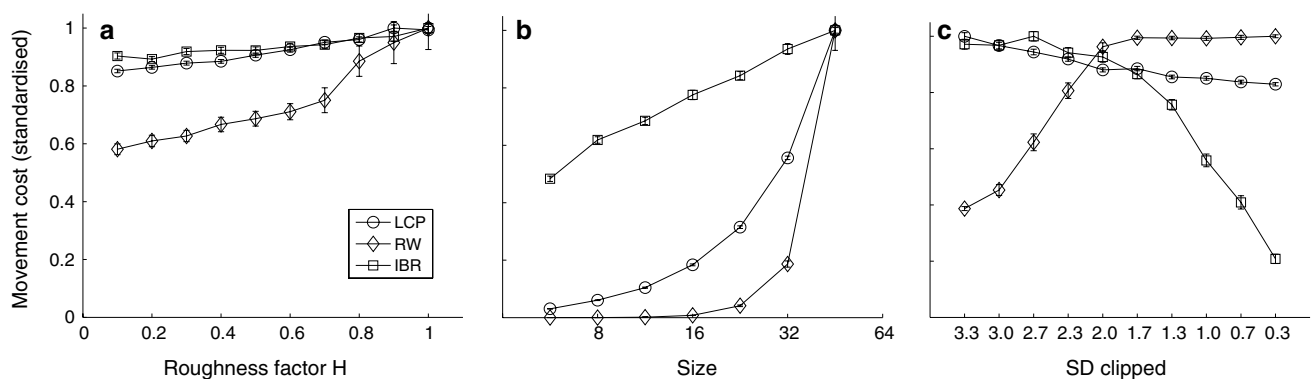 a
b
c
Movement cost (standardised)
1
0.8
0.6
0.4
0.2
0
LCP
RW
IBR
0 0.2 0.4 0.6 0.8 1
Roughness factor H
8 16 32 64
Size
3.3 3.0 2.7 2.3 2.0 1.7 1.3 1.0 0.7 0.3
SD clipped